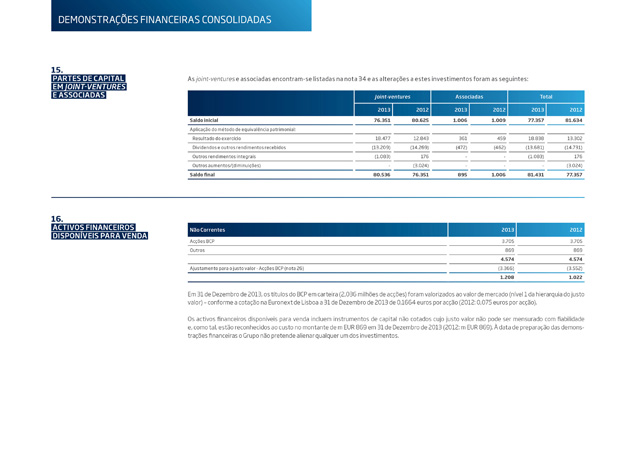 DEMONSTRAÇÕES FINANCEIRAS CONSOLIDADAS
15.
PARTES DE CAPITAL
EM JOINT-VENTURES
E ASSOCIADAS
As joint-ventures e associadas encontram-se listadas na nota 34 e as alterações a estes investimentos foram as seguintes:
Joint-ventures Associadas Total
2013 2012 2013 2012 2013 2012
Saldo inicial 76.351 80.625 1.006 1.009 77.357 81.634
Aplicação do método de equivalência patrimonial:
Resultado do exercício 18.477 12.843 361 459 18.838 13.302
Dividendos e outros rendimentos recebidos (13.209) (14.269) (472) (462) (13.681) (14.731)
Outros rendimentos integrais (1.083) 176 - - (1.083) 176
Outros aumentos/(diminuições) - (3.024) - - - (3.024)
Saldo final 80.536 76.351 895 1.006 81.431 77.357
16.
ACTIVOS FINANCEIROS
DISPONÍVEIS PARA VENDA
Não Correntes 2013 2012
Acções BCP 3.705 3.705
Outros 869 869
4.574 4.574
Ajustamento para o justo valor - Acções BCP (nota 26) (3.366) (3.552)
1.208 1.022
Em 31 de Dezembro de 2013, os títulos do BCP em carteira (2,036 milhões de acções) foram valorizados ao valor de mercado (nível 1 da hierarquia do justo
valor) – conforme a cotação na Euronext de Lisboa a 31 de Dezembro de 2013 de 0,1664 euros por acção (2012: 0,075 euros por acção).
Os activos financeiros disponíveis para venda incluem instrumentos de capital não cotados cujo justo valor não pode ser mensurado com fiabilidade
e, como tal, estão reconhecidos ao custo no montante de m EUR 869 em 31 de Dezembro de 2013 (2012: m EUR 869). À data de preparação das demons-
trações financeiras o Grupo não pretende alienar qualquer um dos investimentos.